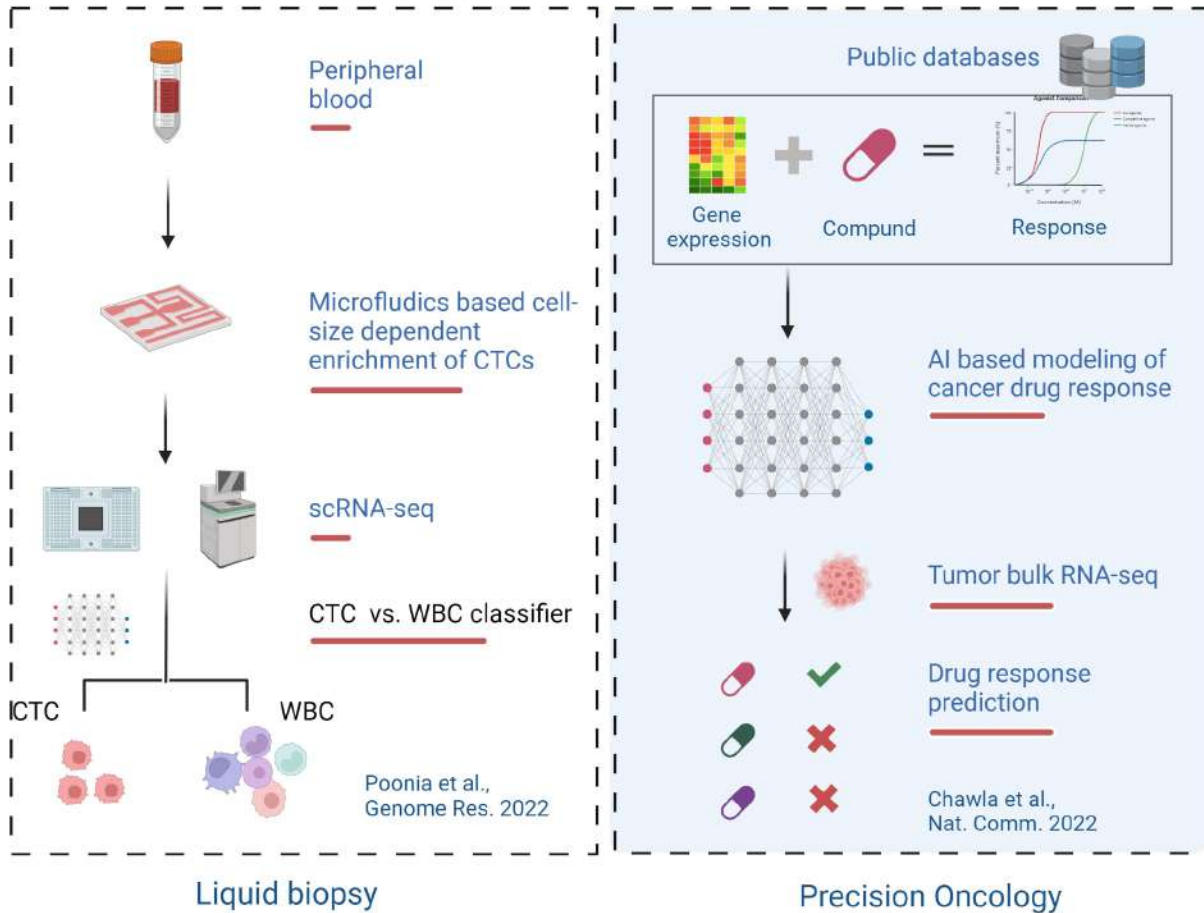 Peripheral
blood
Microfludics based cell-
size dependent
enrichment of CTCs
scRNA-seq
CTC vs. WBC classifier
CTC
WBC
Poonia et al.,
Genome Res. 2022
Liquid biopsy
Public databases
Gene
expression
Compund
Response
Concentration (M)
AI based modeling of
cancer drug response
Tumor bulk RNA-seq
Drug response
prediction
Chawla et al.,
Nat. Comm. 2022
Precision Oncology